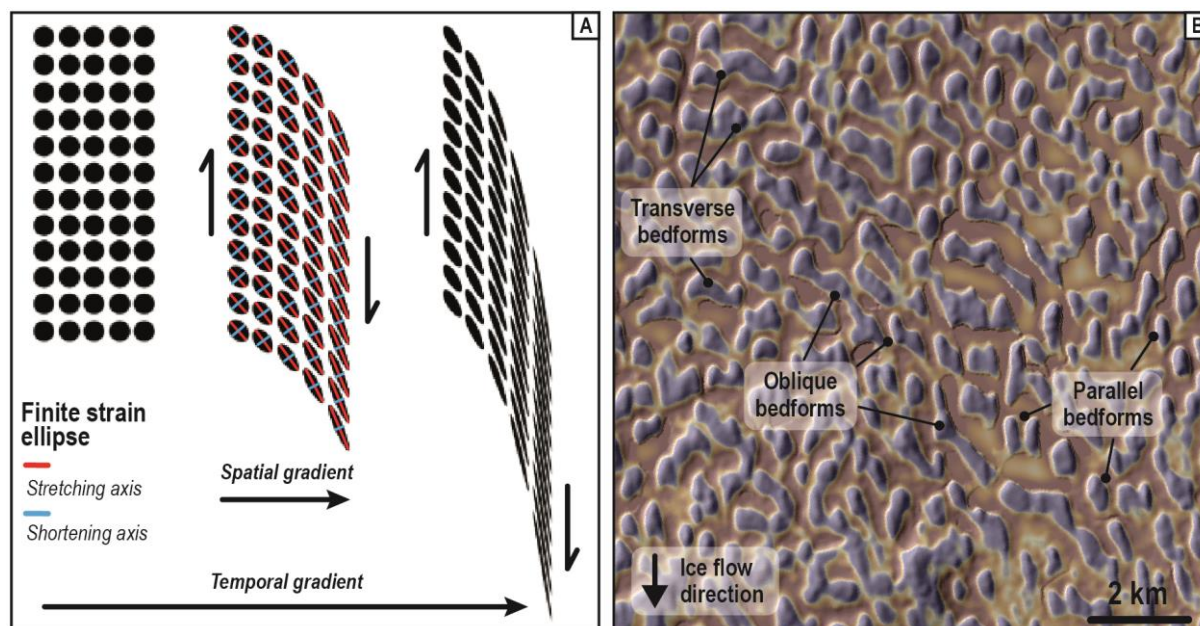 A
Finite strain
ellipse
Stretching axis
Shortening axis
Spatial gradient
Temporal gradient
B
Transverse
bedforms
Oblique
bedforms
Parallel
bedforms
Ice flow
direction
2 km